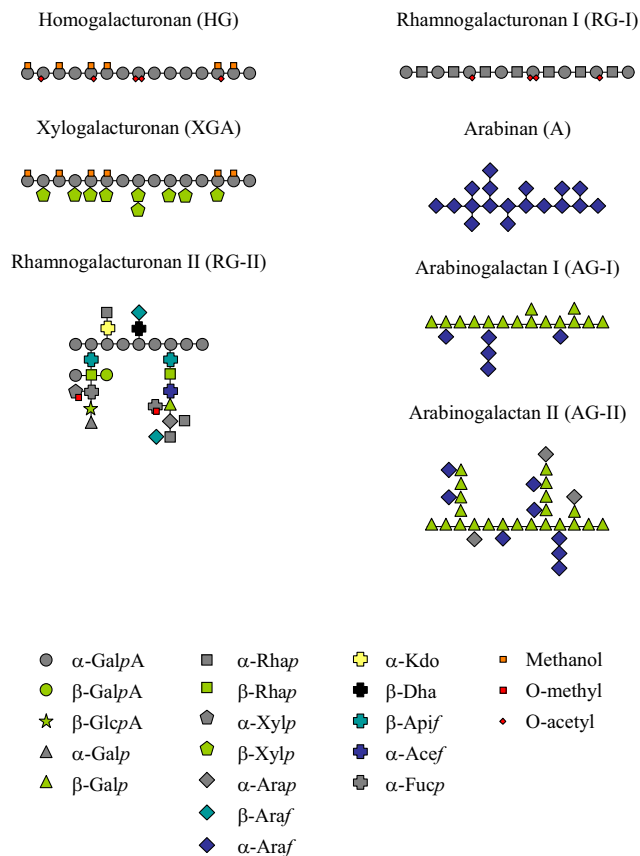 Homogalacturonan (HG)
Rhamnogalacturonan I (RG-I)
Xylogalacturonan (XGA)
Arabinan (A)
Rhamnogalacturonan II (RG-II)
Arabinogalactan I (AG-I)
Arabinogalactan II (AG-II)
α-GalpA
β-GalpA
β-GlcpA
α-Galp
β-Galp
α-Rhap
β-Rhap
α-Xylp
β-Xylp
α-Arap
β-Araf
α-Araf
α-Kdo
β-Dha
β-Apif
α-Acef
α-Fucp
Methanol
O-methyl
O-acetyl